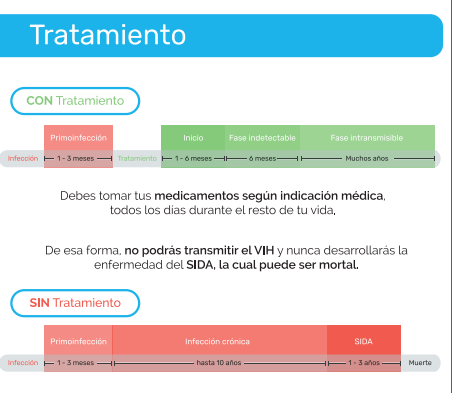 Tratamiento
CON Tratamiento
Primoinfección Inicio Fase indetectable Fase intransmisible
Infección 1 - 3 meses Tratamiento 1 - 6 meses 6 meses Muchos años
Debes tomar tus medicamentos según indicación médica,
todos los días durante el resto de tu vida,
De esa forma, no podrás transmitir el VIH y nunca desarrollarás la
enfermedad del SIDA, la cual puede ser mortal.
SIN Tratamiento
Primoinfección Infección crónica SIDA
Infección 1 - 3 meses hasta 10 años 1 - 3 años Muerte